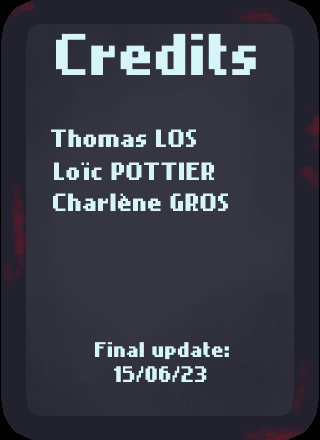 Credits
Thomas LOS
Loïc POTTIER
Charlène GROS
Final update:
15/06/23